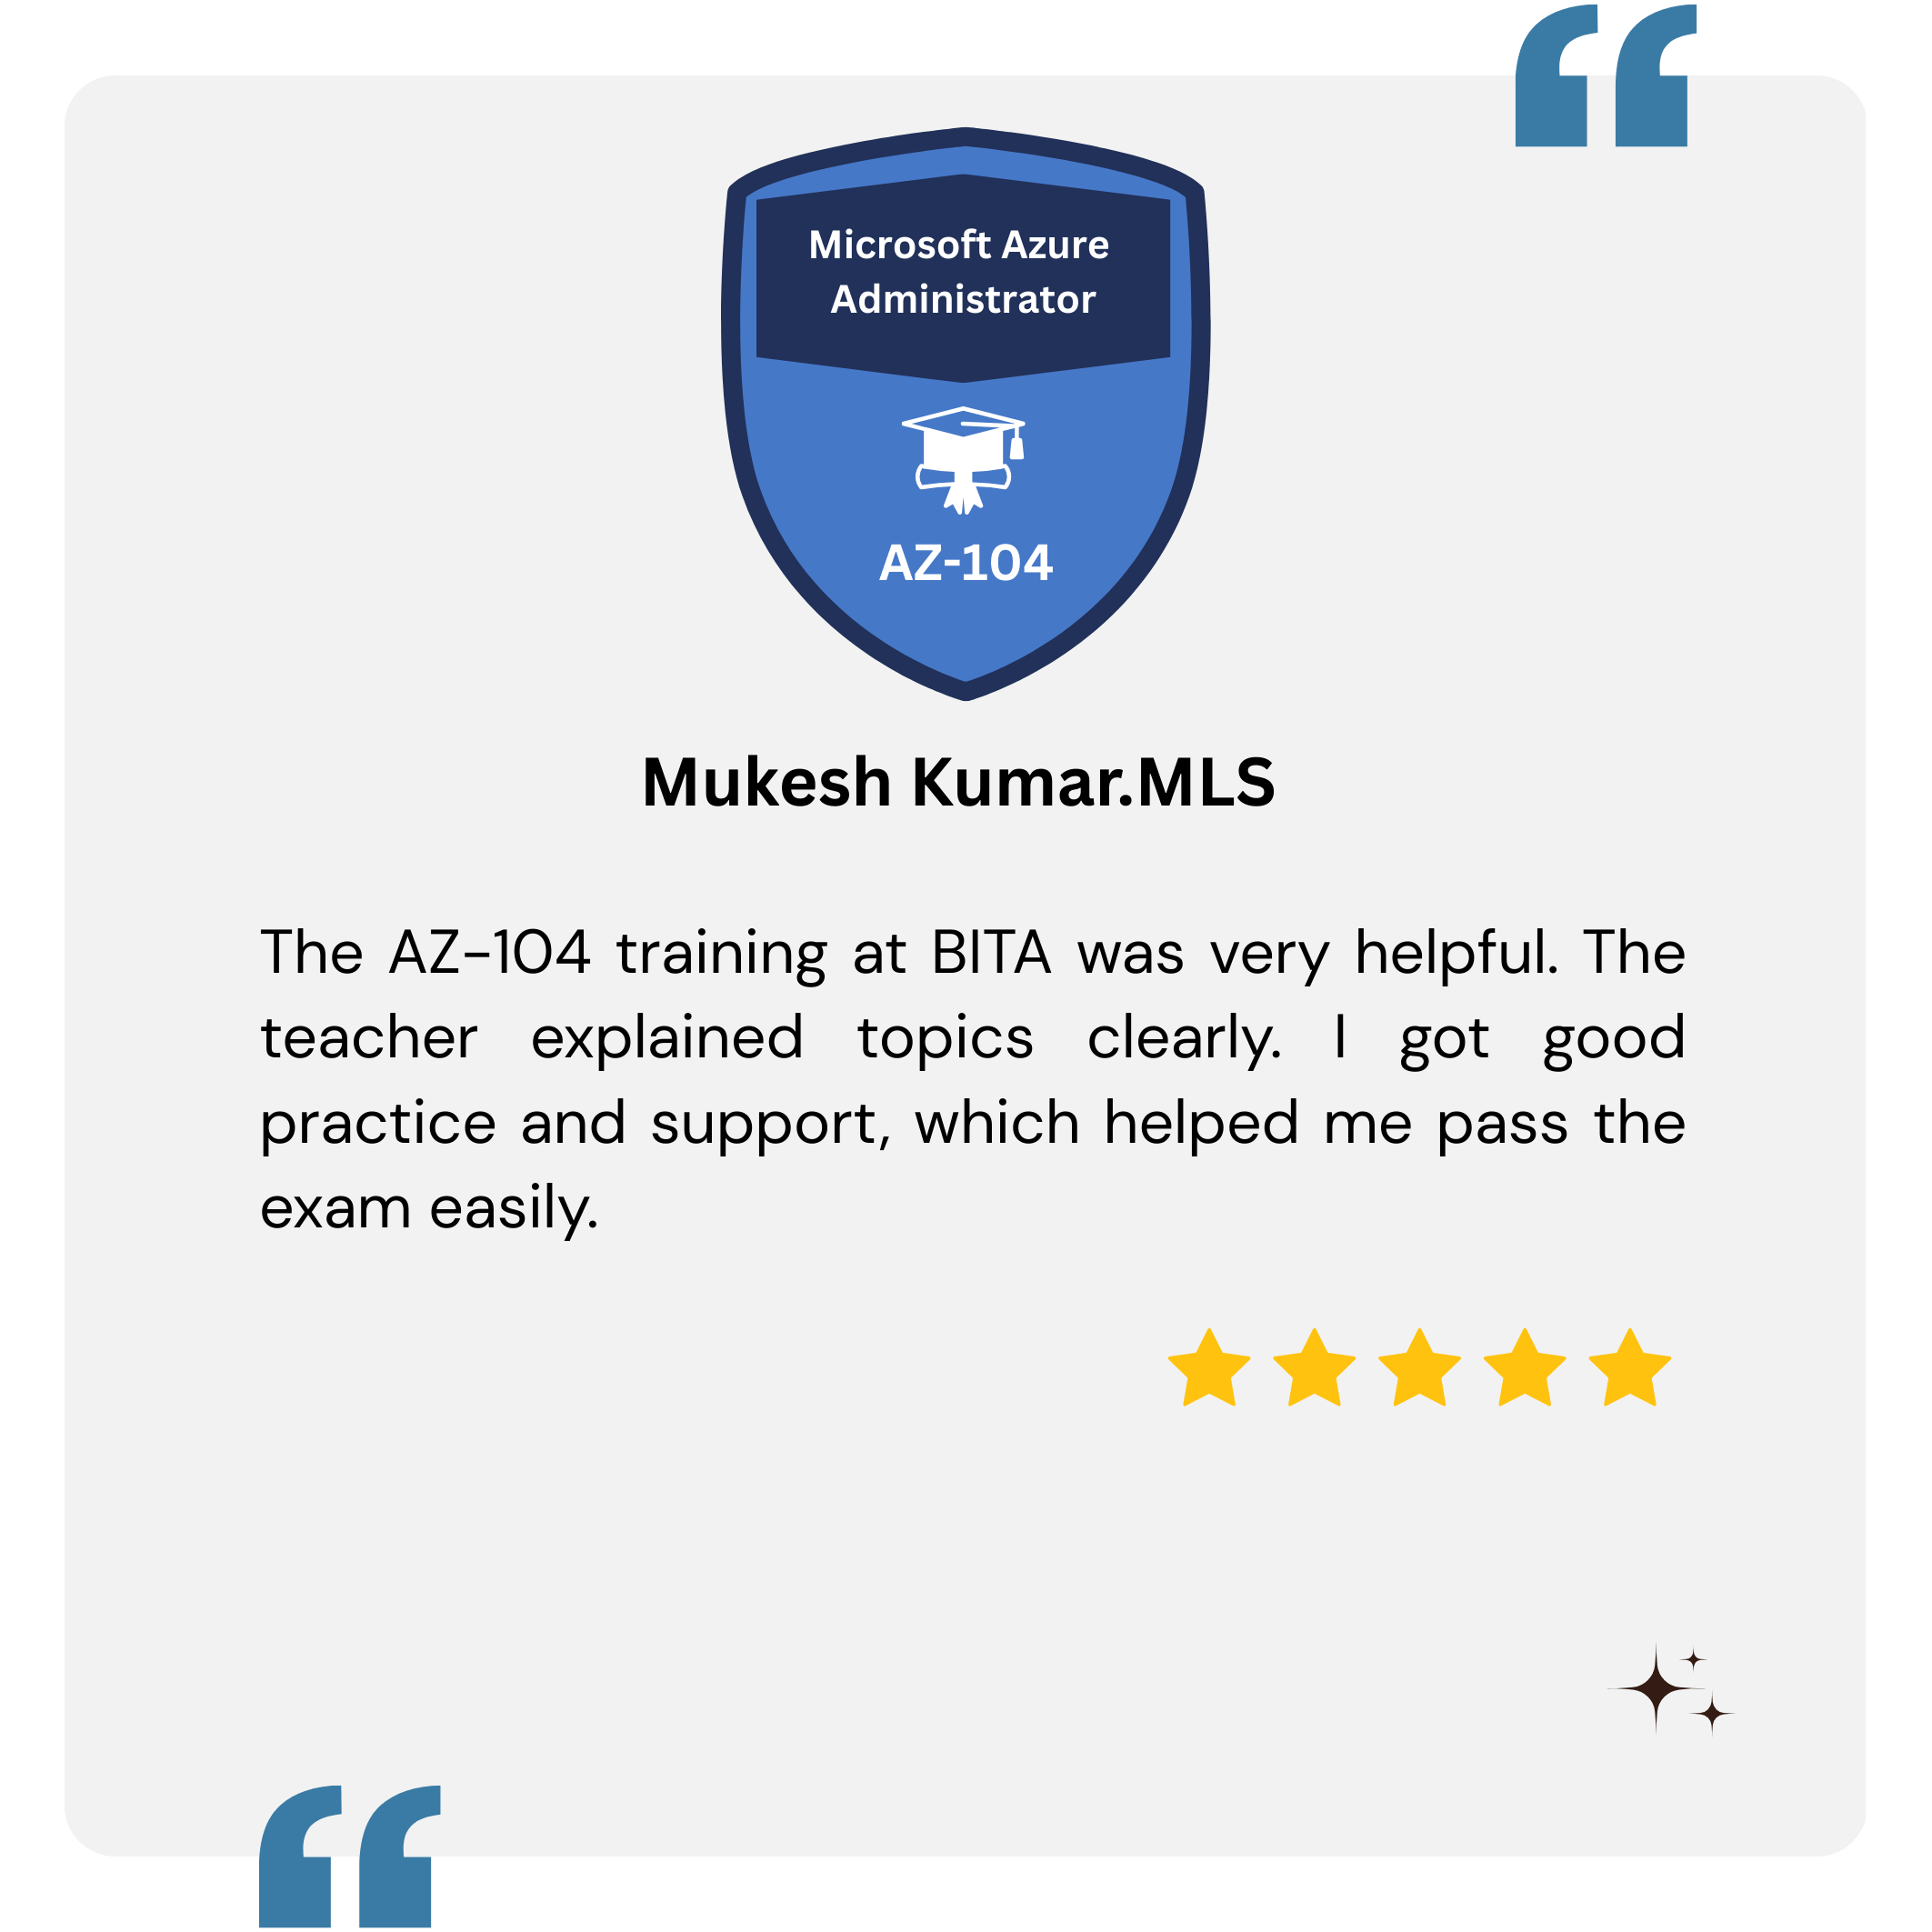 Microsoft Azure
Administrator
AZ-104
Mukesh Kumar.MLS
The AZ-104 training at BITA was very helpful. The
teacher explained topics clearly. I got good
practice and support, which helped me pass the
exam easily.